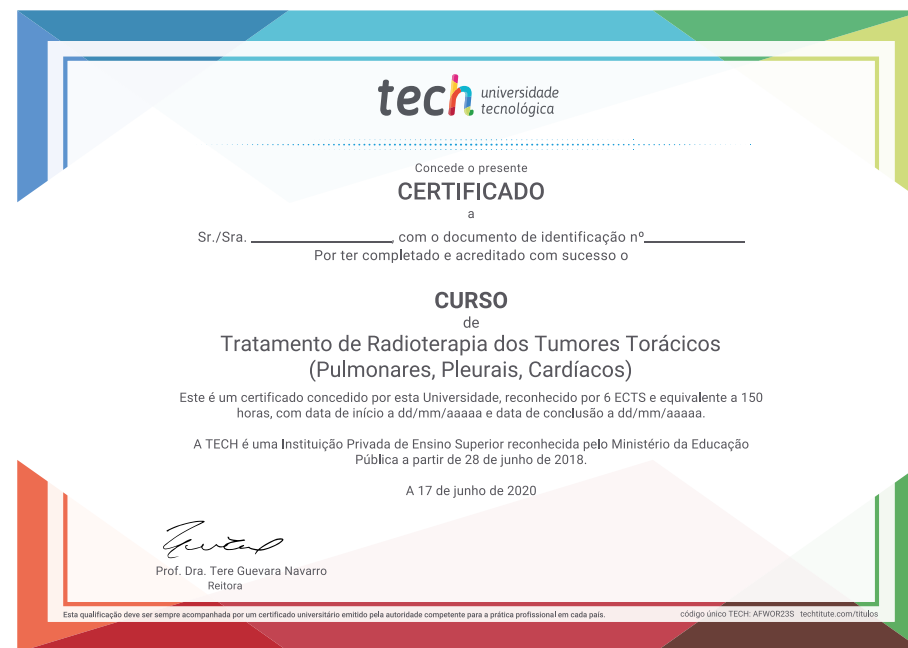 tech universidade
tecnológica
Concede o presente
CERTIFICADO
a
Sr./Sra. ____________, com o documento de identificação nº____________
Por ter completado e acreditado com sucesso o
CURSO
de
Tratamento de Radioterapia dos Tumores Torácicos
(Pulmonares, Pleurais, Cardíacos)
Este é um certificado concedido por esta Universidade, reconhecido por 6 ECTS e equivalente a 150
horas, com data de início a dd/mm/aaaaa e data de conclusão a dd/mm/aaaaa.
A TECH é uma Instituição Privada de Ensino Superior reconhecida pelo Ministério da Educação
Pública a partir de 28 de junho de 2018.
A 17 de junho de 2020
Prof. Dra. Tere Guevara Navarro
Reitora
Esta qualificação deve ser sempre acompanhada por um certificado universitário emitido pela autoridade competente para a prática profissional em cada país.
código único TECH: AFWOR23S techtitute.com/titulos